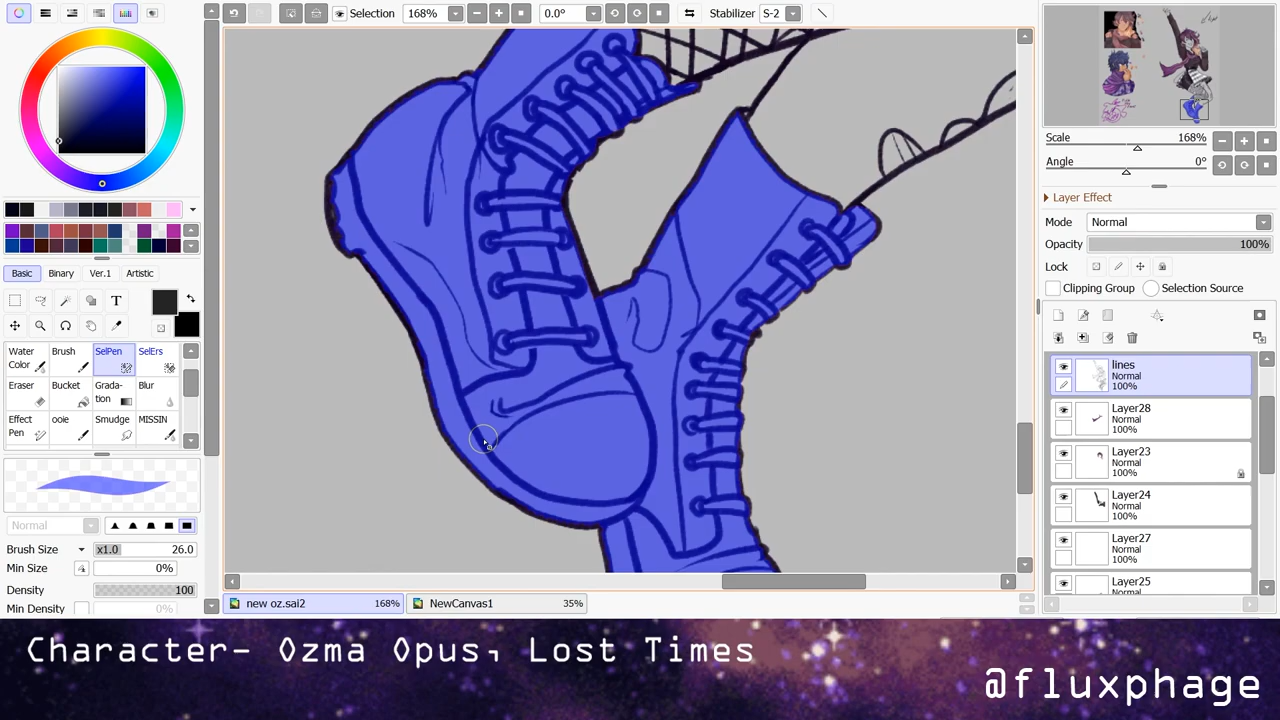 Selection 168% 0.0° Stabilizer S-2
Scale 168%
Angle 0°
Layer Effect
Mode Normal
Opacity 100%
Lock
Clipping Group Selection Source
Basic Binary Ver.1 Artistic
T
Water Color Brush SelPen SelErs
Eraser Bucket Gradation Blur
Effect Pen ooie Smudge MISSIN
Normal
Brush Size x1.0 26.0
Min Size 0%
Density 100
Min Density 0%
lines
Normal
100%
Layer28
Normal
100%
Layer23
Normal
100%
Layer24
Normal
100%
Layer27
Normal
100%
Layer25
Normal
new oz.sai2 168% NewCanvas1 35%
Character- Ozma Opus, Lost Times
@fluxphage